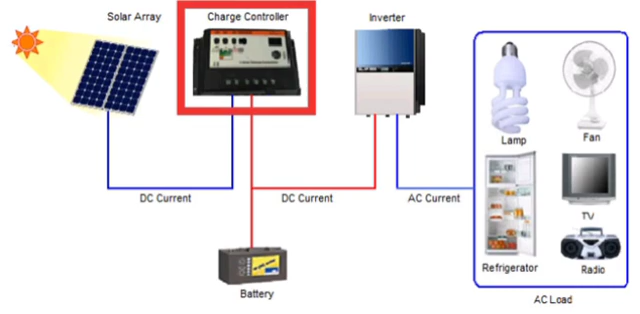 Solar Array
Charge Controller
Inverter
Lamp
Fan
DC Current
DC Current
AC Current
TV
Refrigerator
Radio
Battery
AC Load